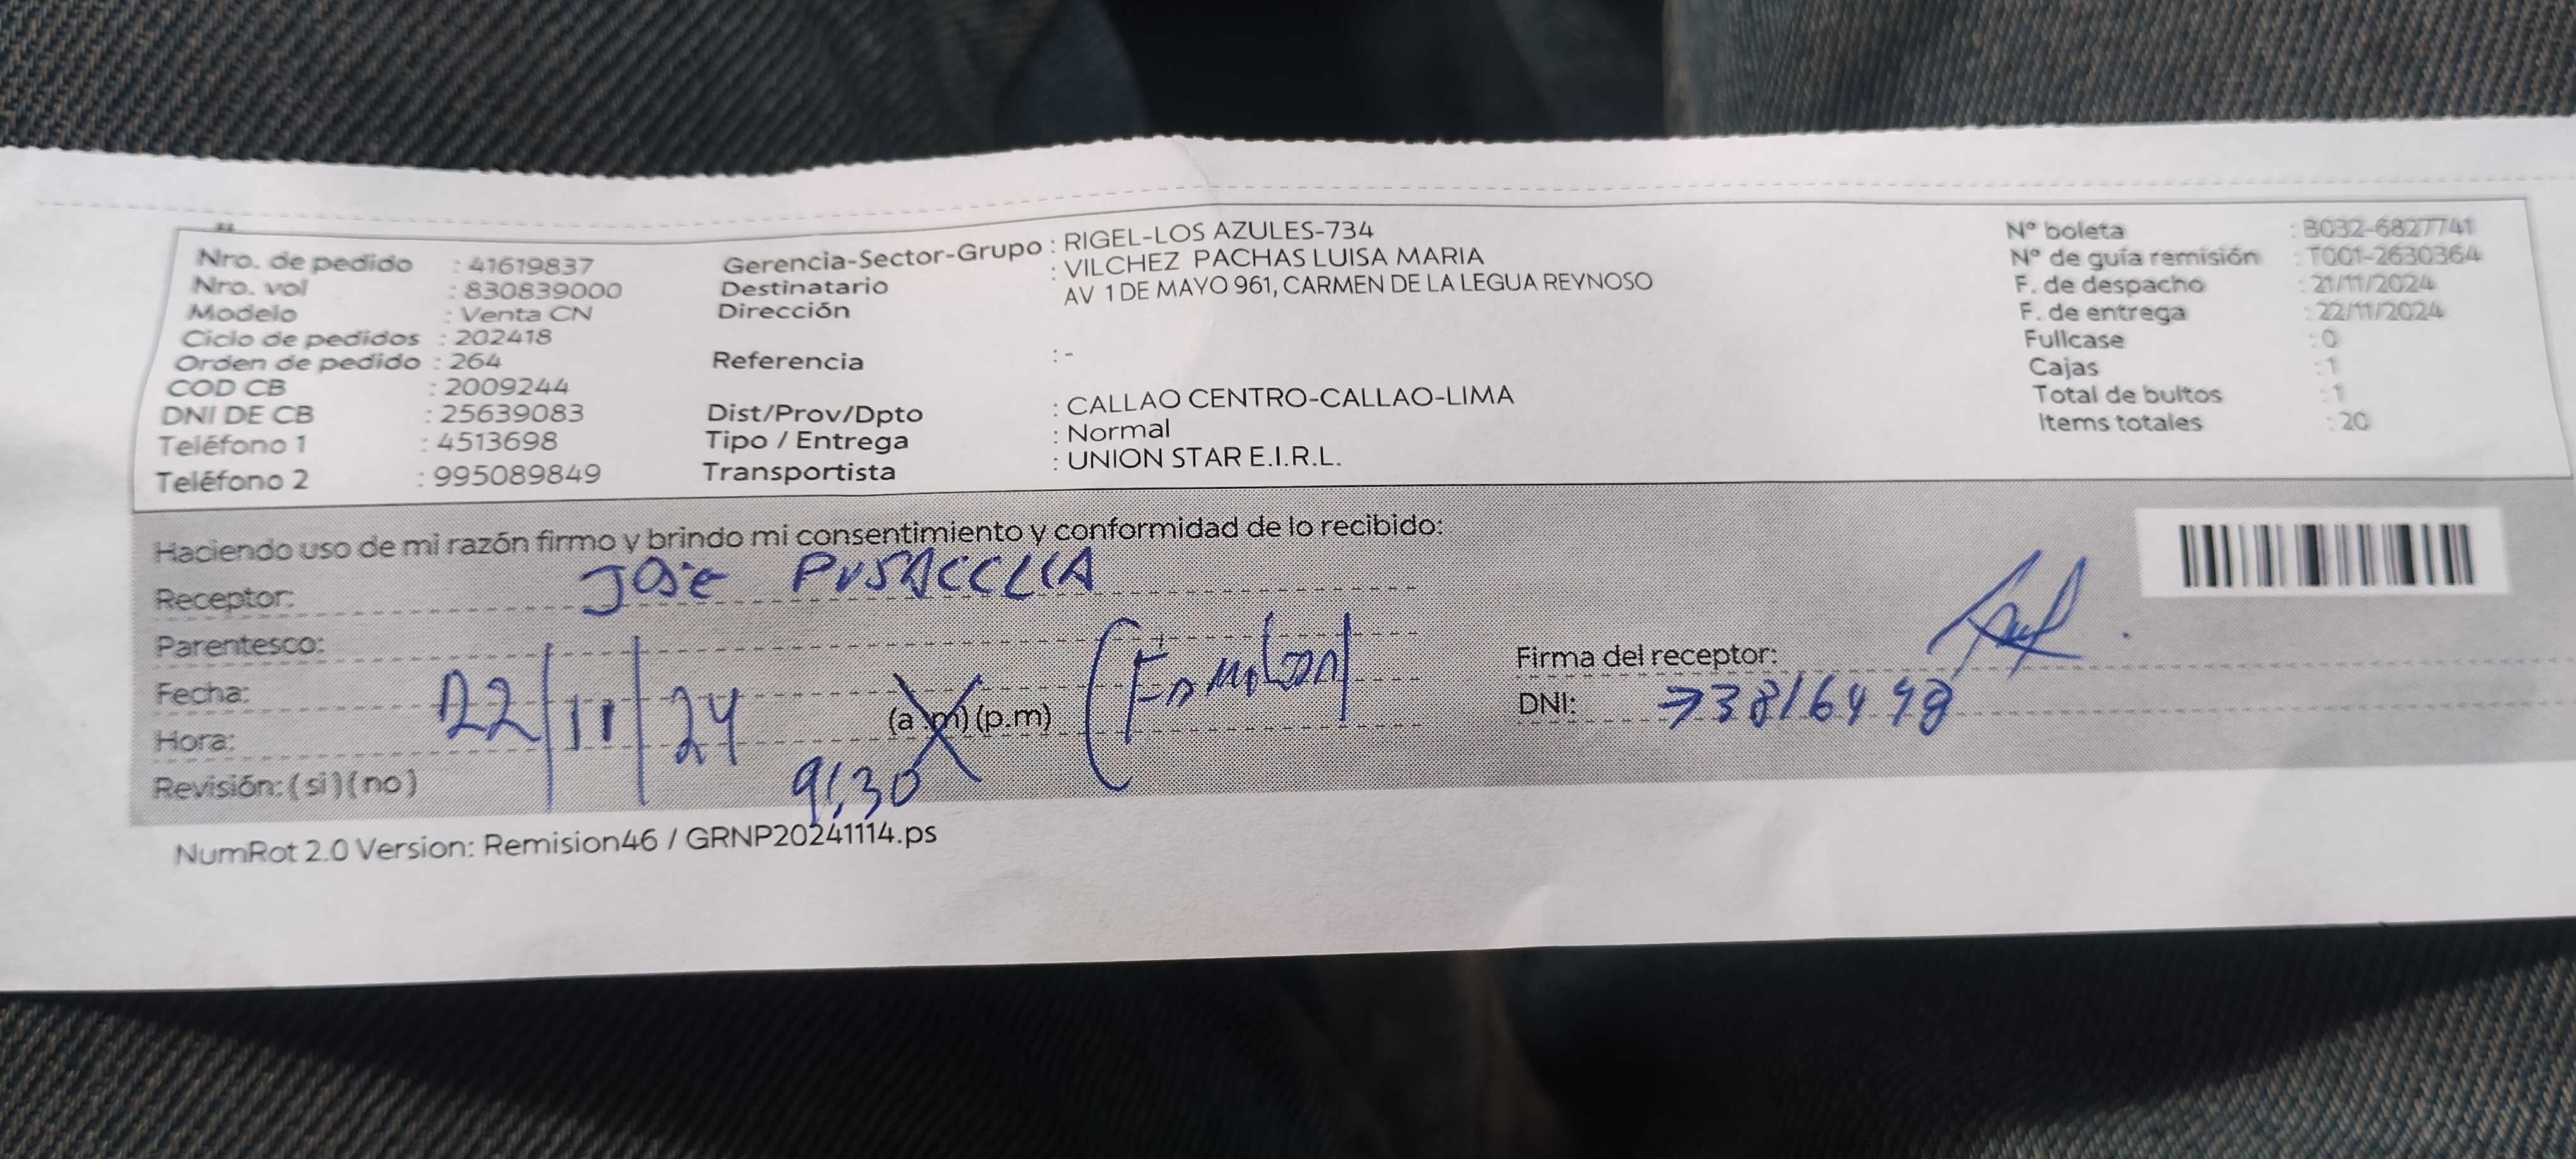 Nro. de pedido : 41619837
Nro. vol : 830839000
Modelo : Venta CN
Ciclo de pedidos : 202418
Orden de pedido : 264
COD CB : 2009244
DNI DE CB : 25639083
Teléfono 1 : 4513698
Teléfono 2 : 995089849
Gerencia-Sector-Grupo : RIGEL-LOS AZULES-734
Destinatario : VILCHEZ PACHAS LUISA MARIA
Dirección AV 1 DE MAYO 961, CARMEN DE LA LEGUA REYNOSO
Referencia : -
Dist/Prov/Dpto : CALLAO CENTRO-CALLAO-LIMA
Tipo / Entrega : Normal
Transportista : UNION STAR E.I.R.L.
N° boleta : B032-6827741
N° de guía remisión : T001-2630364
F. de despacho : 21/11/2024
F. de entrega : 22/11/2024
Fullcase : 0
Cajas : 1
Total de bultos : 1
Items totales : 20
Haciendo uso de mi razón firmo y brindo mi consentimiento y conformidad de lo recibido:
Receptor: JOSE
Parentesco:
Fecha: 22/11/24
Hora: (a m) (p.m)
9:30
Revisión: ( si ) ( no )
Firma del receptor:
DNI:
NumRot 2.0 Version: Remision46 / GRNP20241114.ps